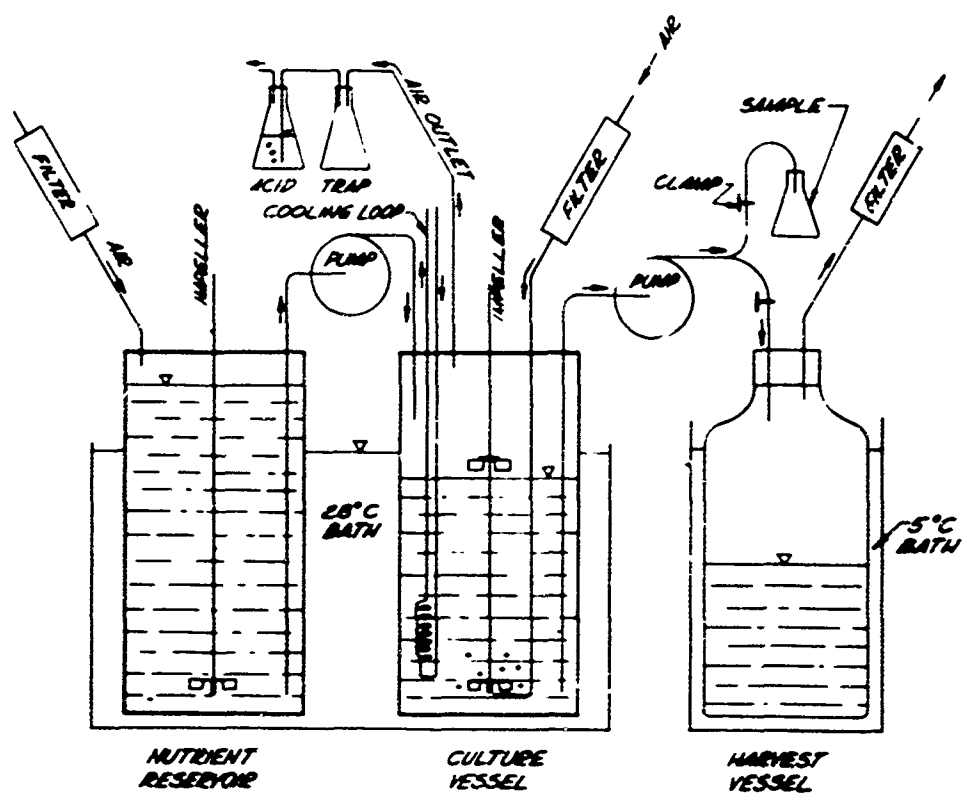 AIR
SAMPLE
AIR OUTLET
FILTER
ACID
TRAP
FILTER
CLAMP
FILTER
COOLING LOOP
AIR
IMPELLER
PUMP
IMPELLER
PUMP
28°C
BATH
5°C
BATH
NUTRIENT
RESERVOIR
CULTURE
VESSEL
HARVEST
VESSEL